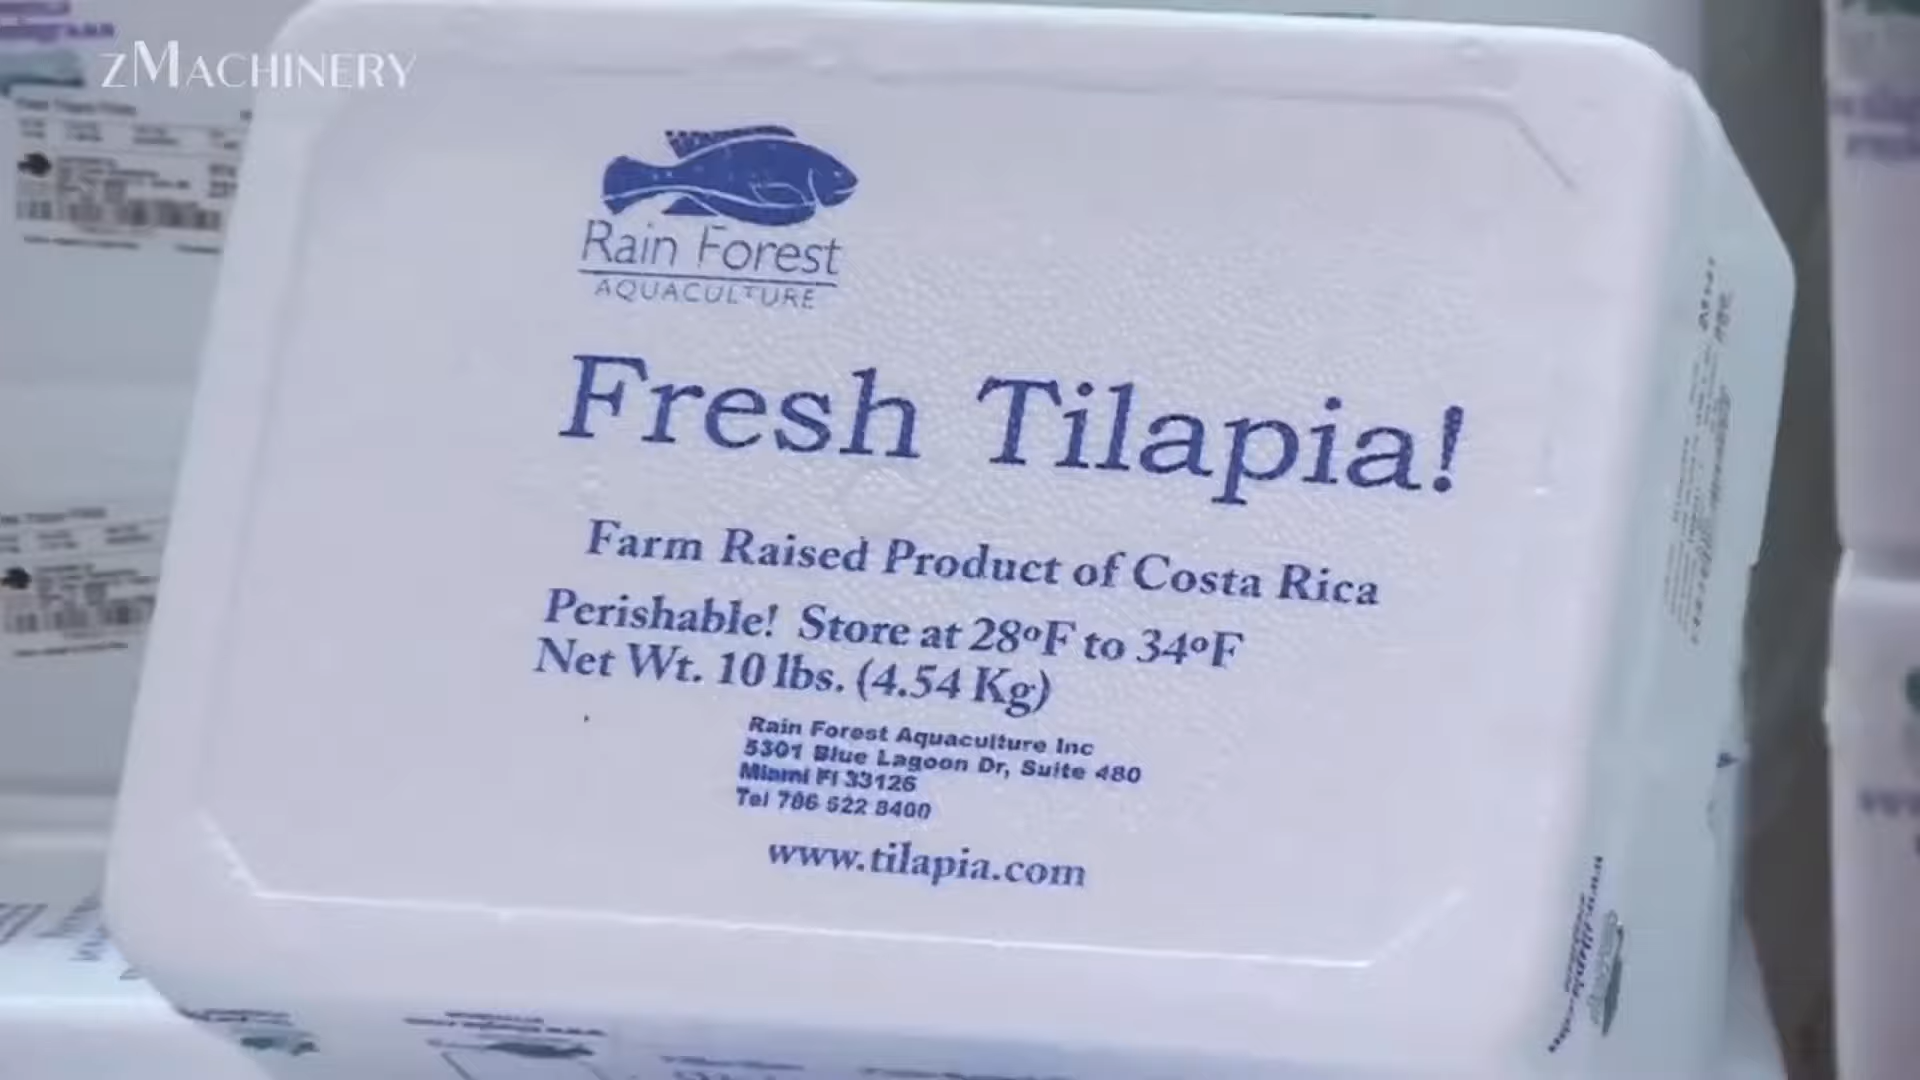 zMachinery
Rain Forest
AQUACULTURE
Fresh Tilapia!
Farm Raised Product of Costa Rica
Perishable! Store at 28ºF to 34ºF
Net Wt. 10 lbs. (4.54 Kg)
Rain Forest Aquaculture Inc
5301 Blue Lagoon Dr, Suite 480
Miami Fl 33126
Tel 786 522 8400
www.tilapia.com